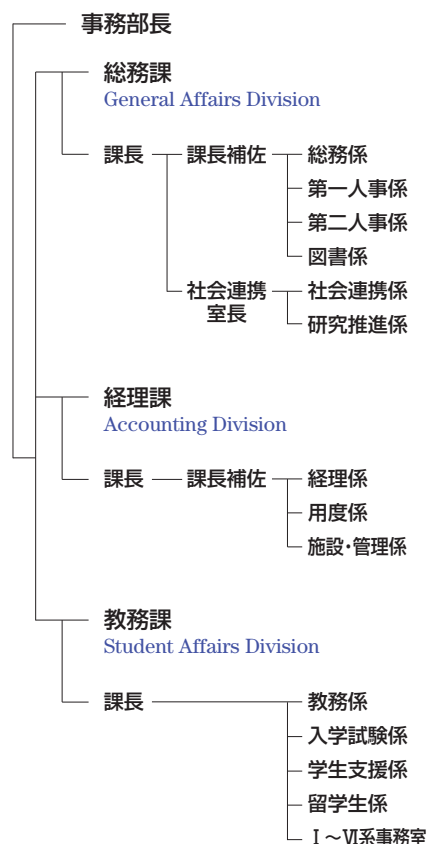 事務部長
総務課
General Affairs Division
課長
課長補佐
総務係
第一人事係
第二人事係
図書係
社会連携
室長
社会連携係
研究推進係
経理課
Accounting Division
課長
課長補佐
経理係
用度係
施設・管理係
教務課
Student Affairs Division
課長
教務係
入学試験係
学生支援係
留学生係
Ⅰ～Ⅵ系事務室